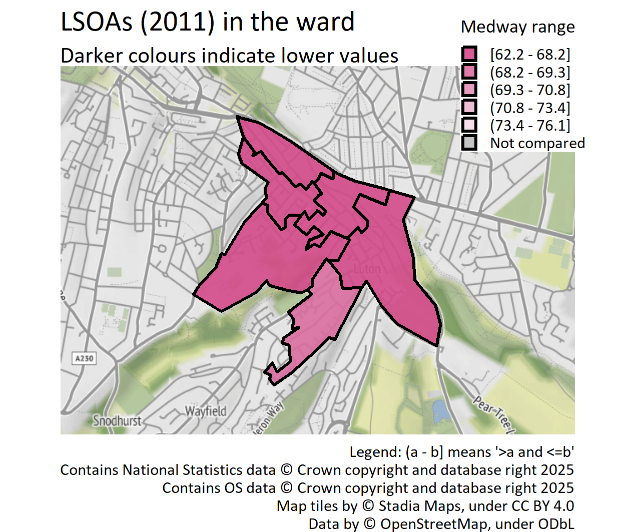 LSOAs (2011) in the ward
Darker colours indicate lower values
Medway range
[62.2 - 68.2]
(68.2 - 69.3]
(69.3 - 70.8]
(70.8 - 73.4]
(73.4 - 76.1]
Not compared
Luton
A230
Wayfield
Snodhurst
Way
Pear-Tree-L
Legend: (a - b] means '>a and <=b'
Contains National Statistics data © Crown copyright and database right 2025
Contains OS data © Crown copyright and database right 2025
Map tiles by © Stadia Maps, under CC BY 4.0
Data by © OpenStreetMap, under ODbL